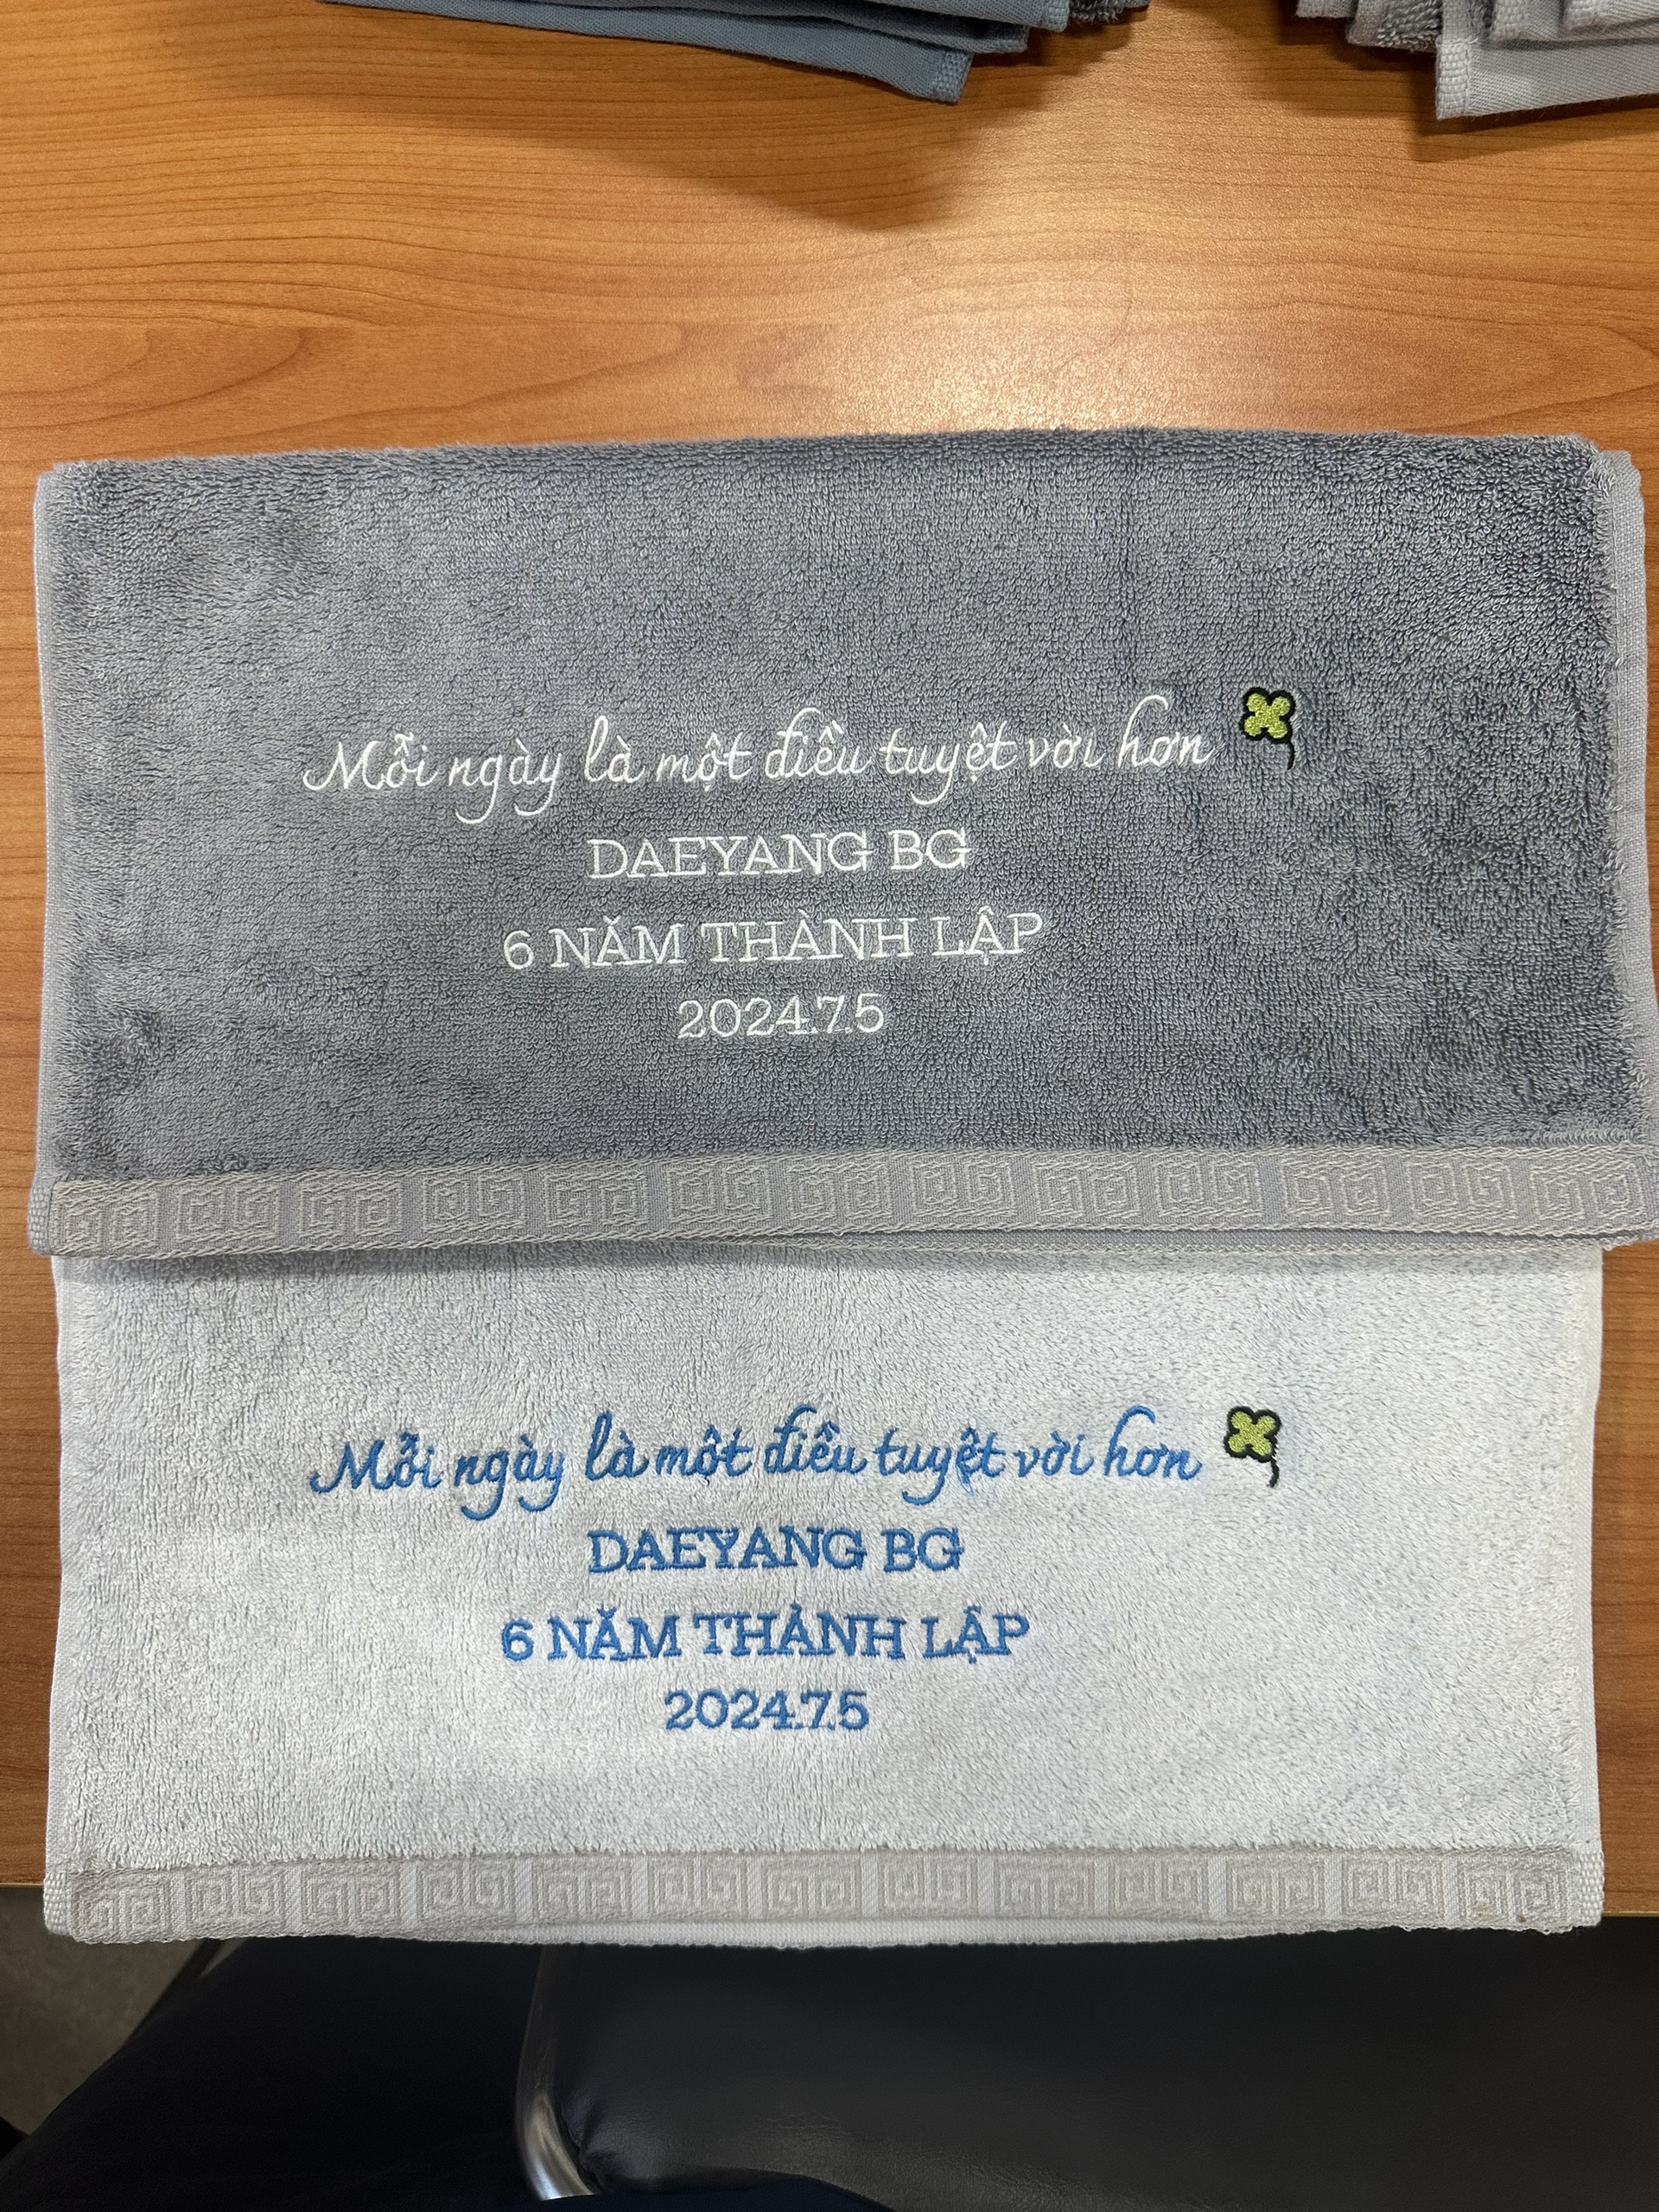 Mỗi ngày là một điều tuyệt vời hơn
DAEYANG BG
6 NĂM THÀNH LẬP
2024.7.5
Mỗi ngày là một điều tuyệt vời hơn
DAEYANG BG
6 NĂM THÀNH LẬP
2024.7.5